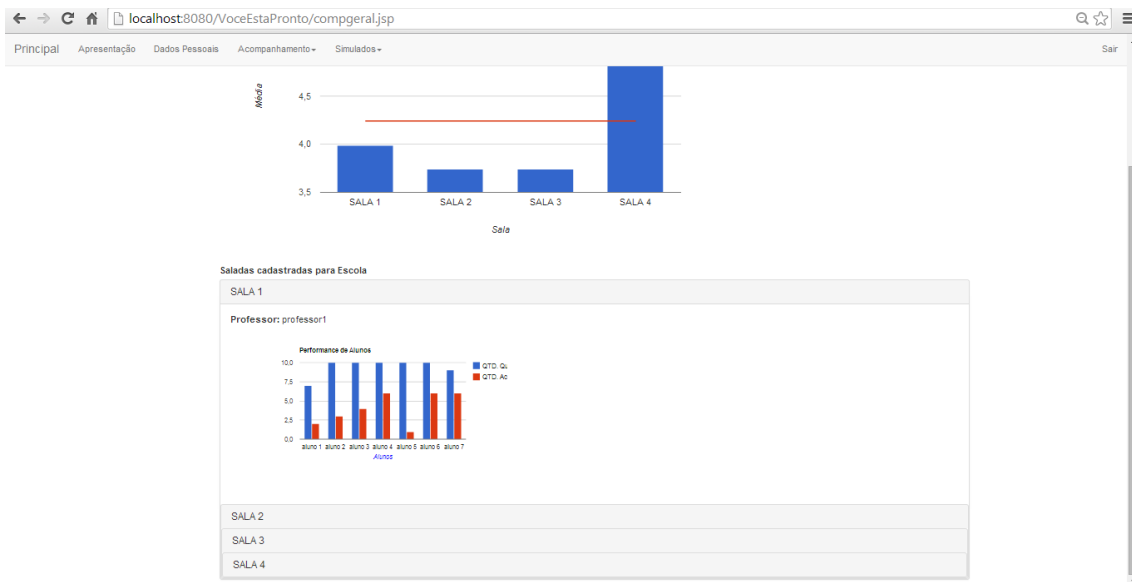 localhost:8080/VoceEstaPronto/compgeral.jsp
Principal Apresentação Dados Pessoais Acompanhamento Simulados Sair
Média
4,5
4,0
3,5
SALA 1 SALA 2 SALA 3 SALA 4
Sala
Saladas cadastradas para Escola
SALA 1
Professor: professor1
Performance de Alunos
10.0
7.5
5.0
2.5
0.0
QTD. Qu
QTD. Ac
aluno 1 aluno 2 aluno 3 aluno 4 aluno 5 aluno 6 aluno 7
Alunos
SALA 2
SALA 3
SALA 4